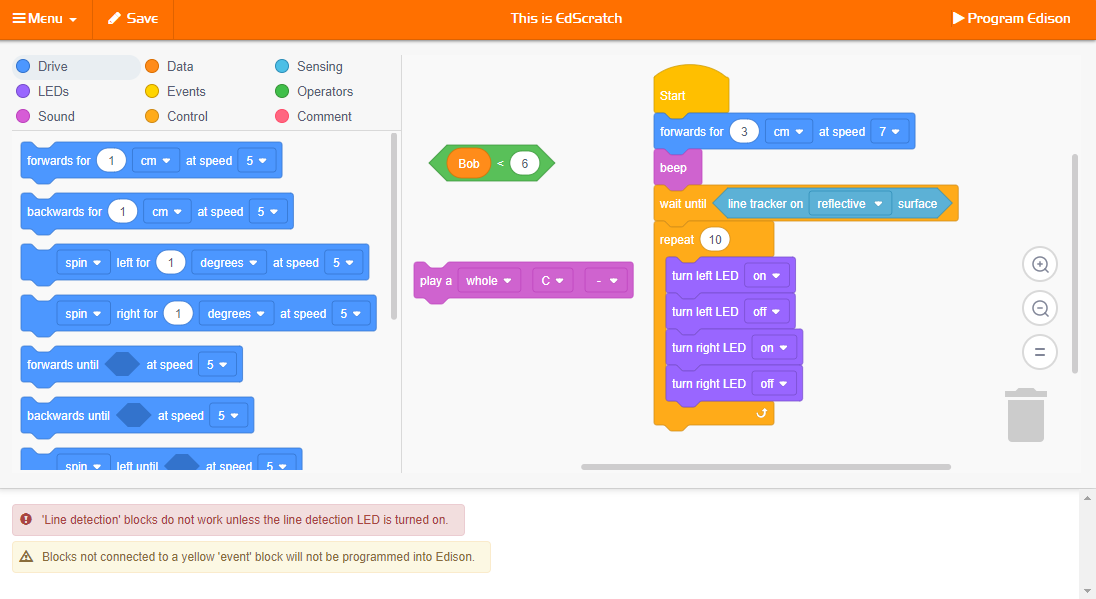 Menu
Save
This is EdScratch
Program Edison
Drive
Data
Sensing
LEDs
Events
Operators
Sound
Control
Comment
forwards for 1 cm at speed 5
backwards for 1 cm at speed 5
spin left for 1 degrees at speed 5
spin right for 1 degrees at speed 5
forwards until at speed 5
backwards until at speed 5
spin left until at speed 5
Bob < 6
play a whole C -
Start
forwards for 3 cm at speed 7
beep
wait until line tracker on reflective surface
repeat 10
turn left LED on
turn left LED off
turn right LED on
turn right LED off
'Line detection' blocks do not work unless the line detection LED is turned on.
Blocks not connected to a yellow 'event' block will not be programmed into Edison.